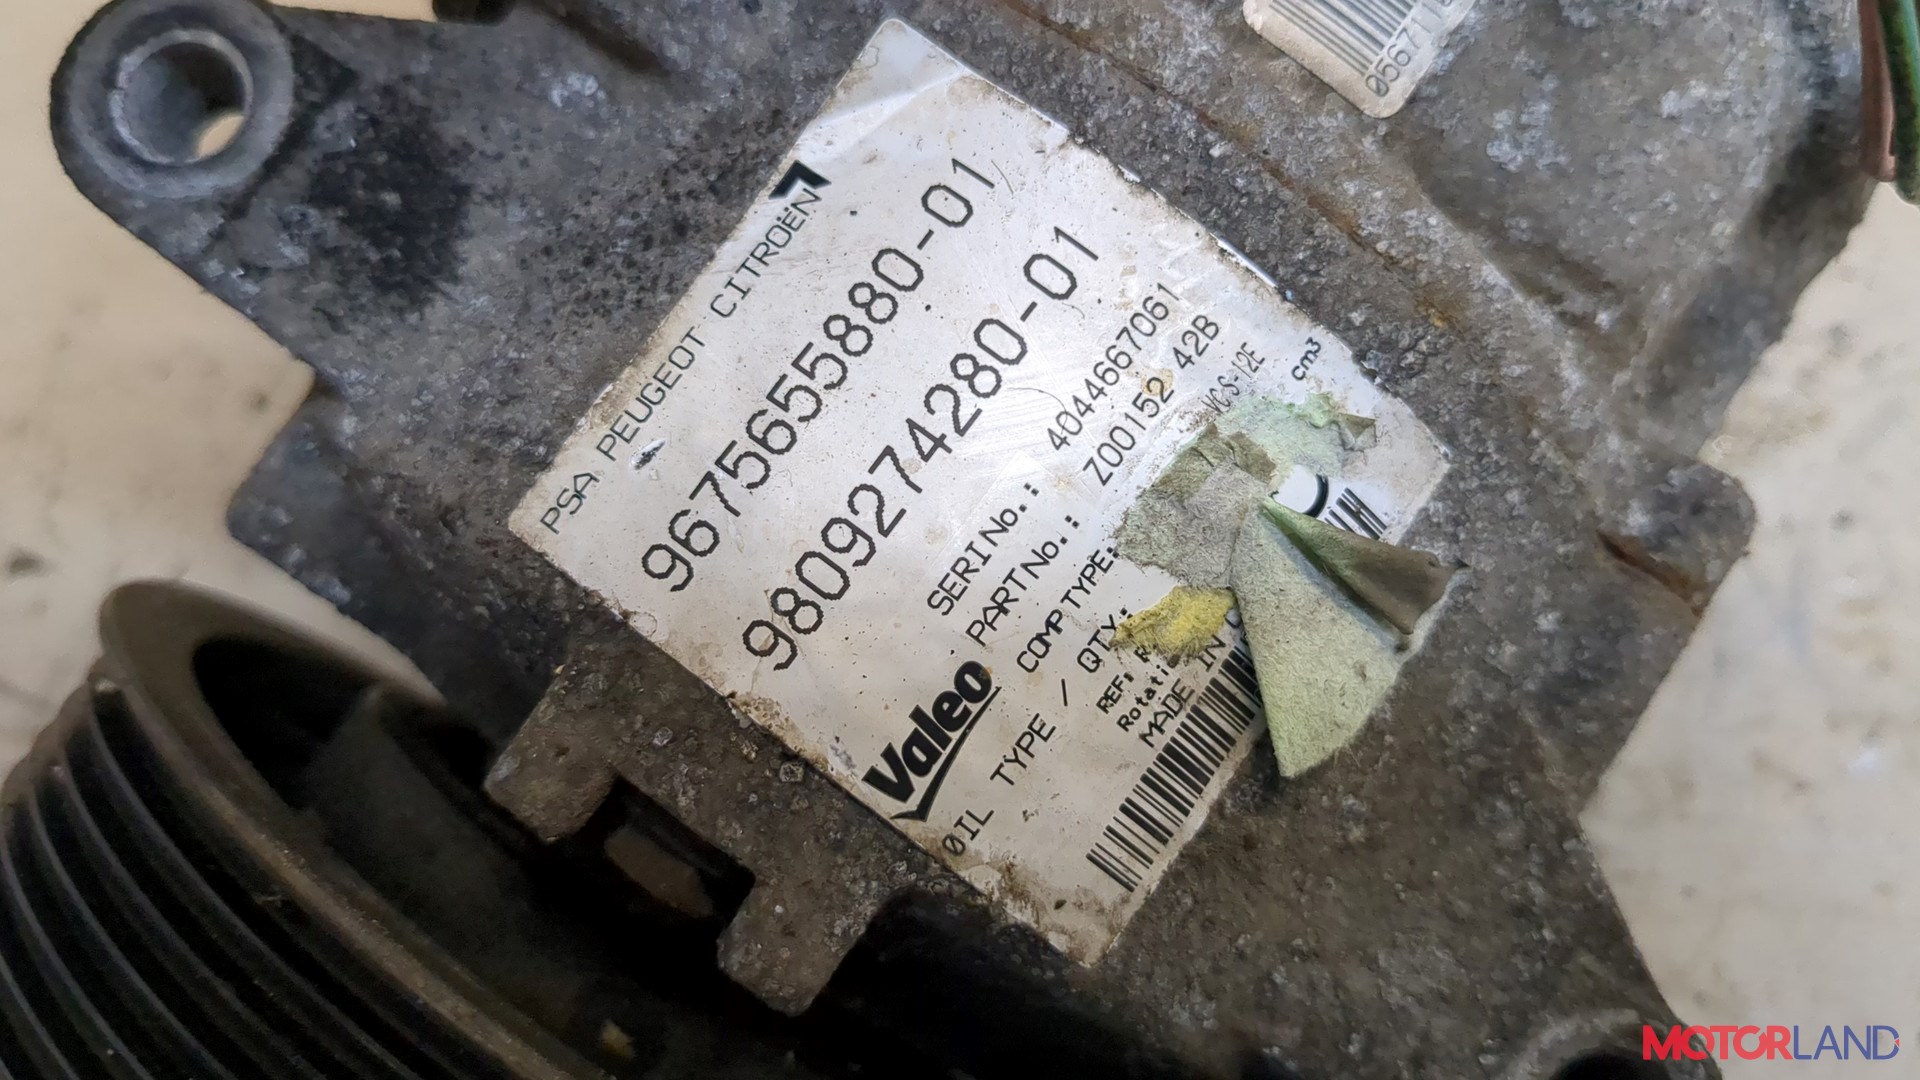 PSA PEUGEOT CITROËN
9675655880-01
9809274280-01
SERI No.: 4044667061
PART No.: Z00152 42B
COMP TYPE: VCS-12E
OIL TYPE / QTY: cm3
REF:
MADE IN
Valeo
MOTORLAND